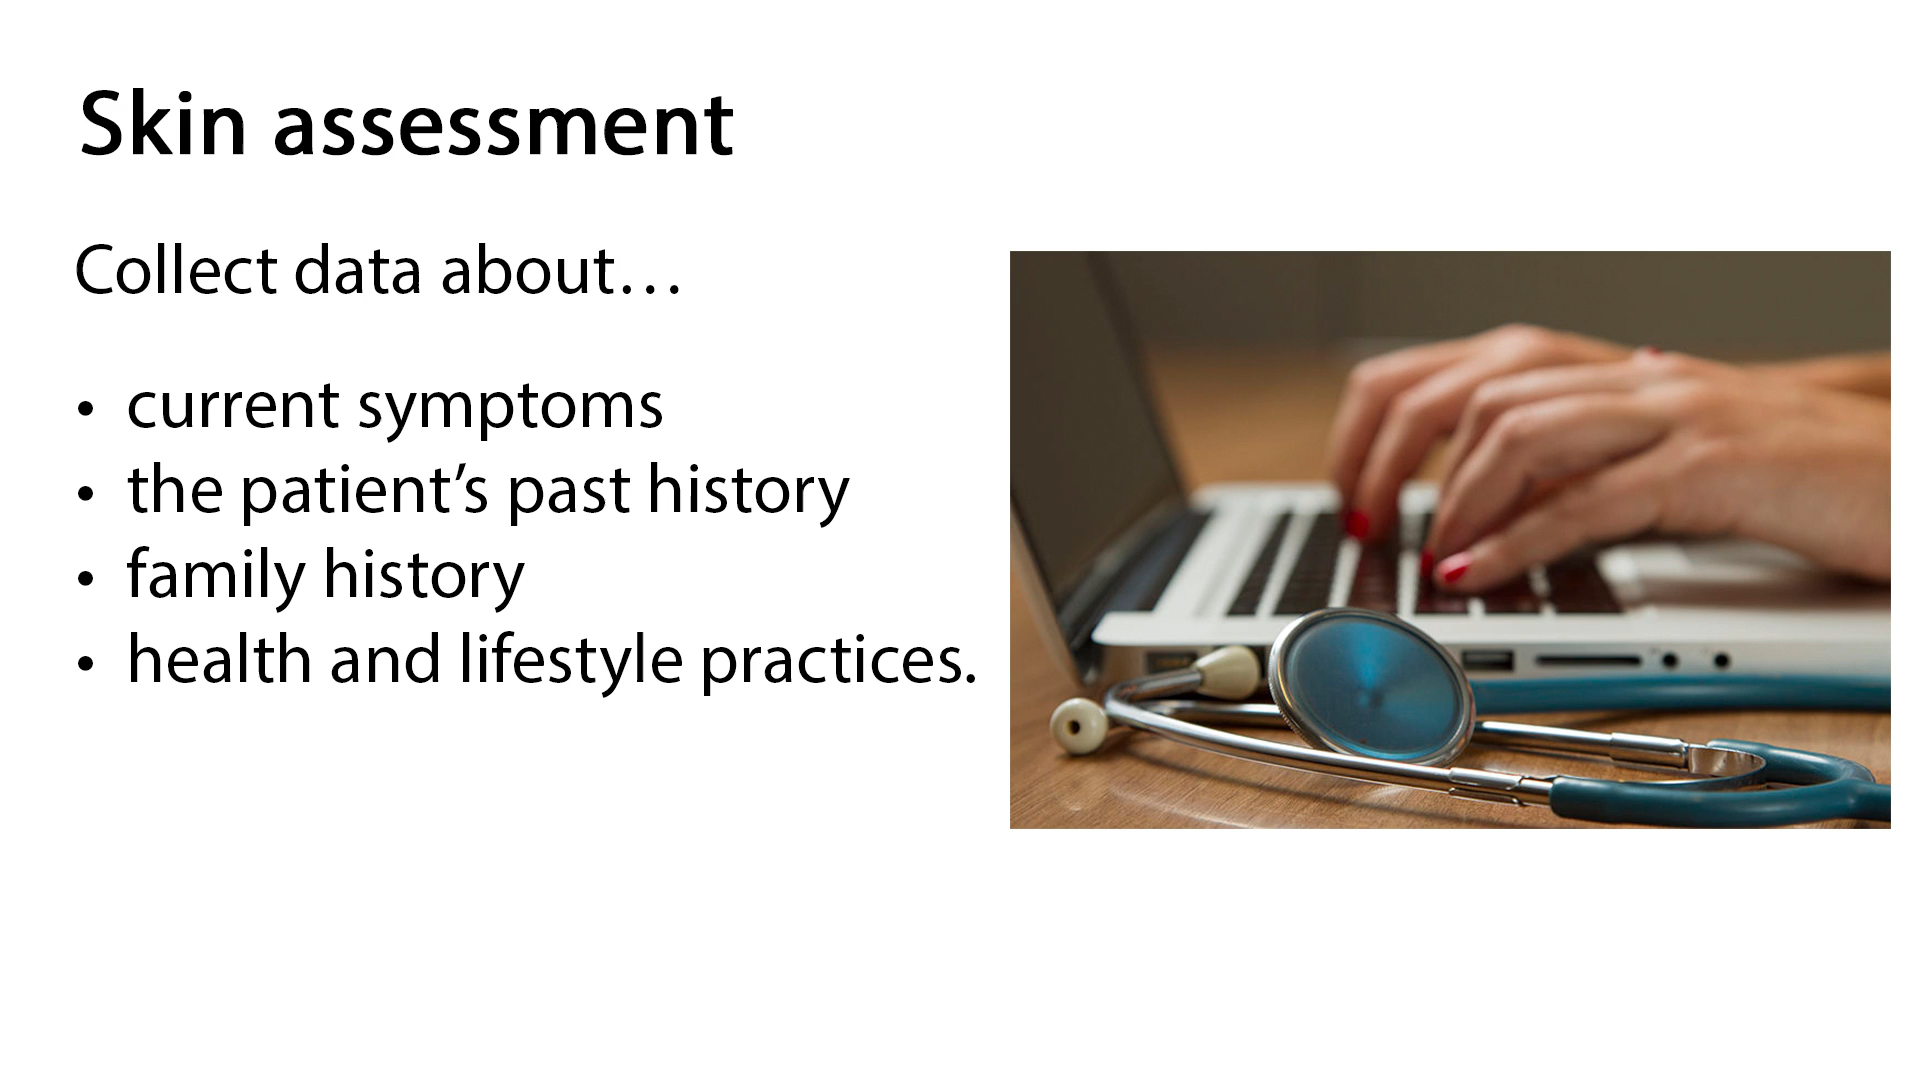 Skin assessment
Collect data about…
• current symptoms
• the patient’s past history
• family history
• health and lifestyle practices.